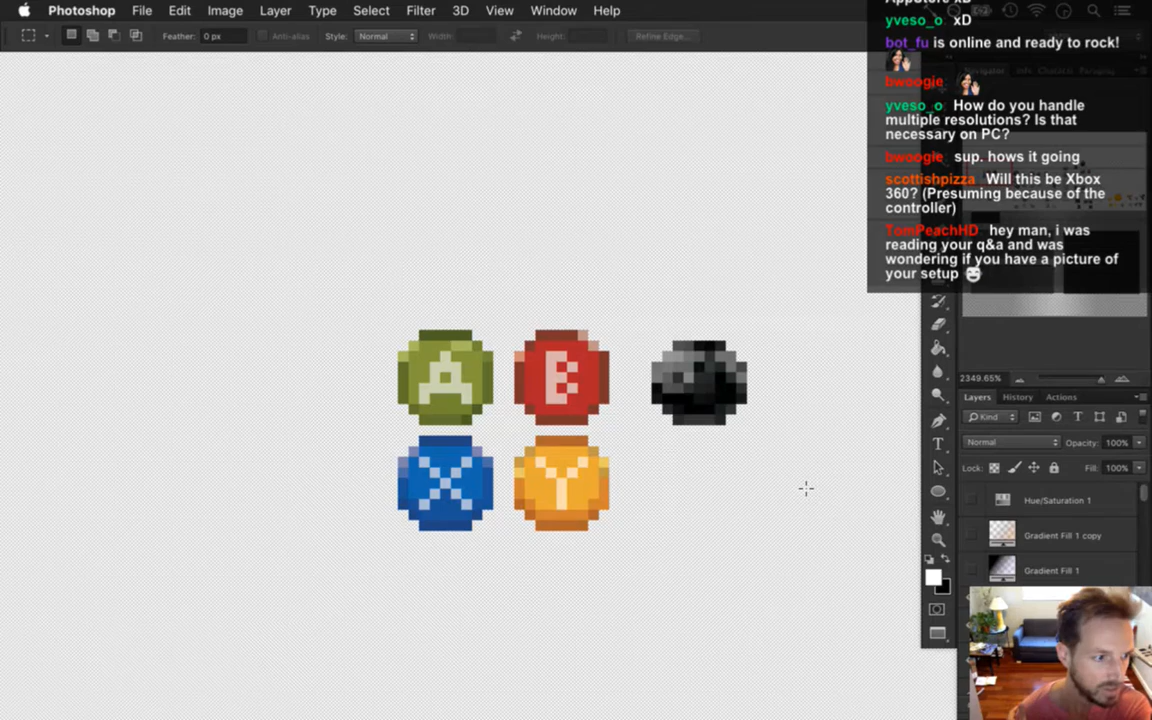 Photoshop File Edit Image Layer Type Select Filter 3D View Window Help
Feather: 0 px Anti-alias Style: Normal Width: Height: Refine Edge...
AppStore xD
yveso_o xD
bot_fu is online and ready to rock!
bwoogie
yveso_o How do you handle
multiple resolutions? Is that
necessary on PC?
bwoogie sup. hows it going
scottishpizza Will this be Xbox
360? (Presuming because of the
controller)
TomPeachHD hey man, i was
reading your q&a and was
wondering if you have a picture of
your setup
A B
X Y
2349.65%
Layers History Actions
Kind
Normal Opacity: 100%
Lock: Fill: 100%
Hue/Saturation 1
Gradient Fill 1 copy
Gradient Fill 1